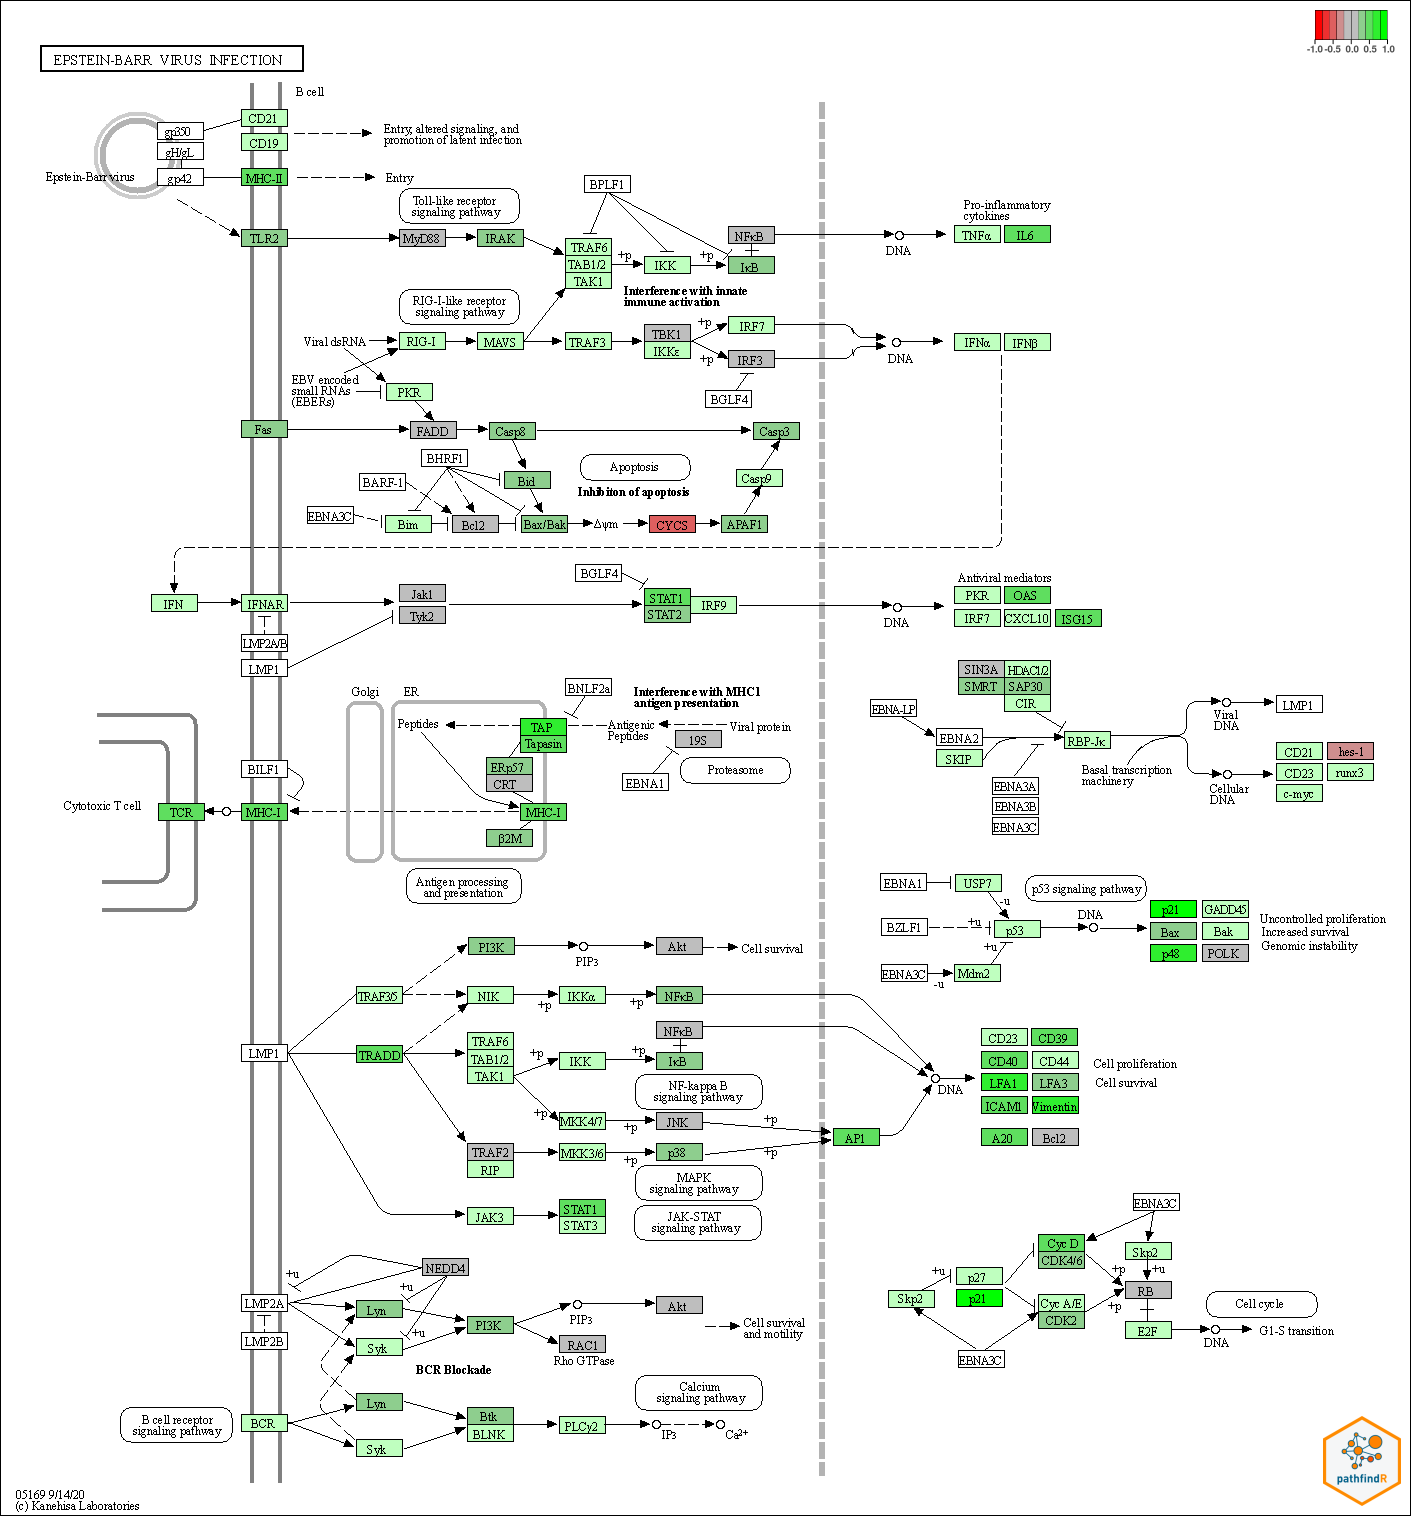 -1.0 -0.5 0.0 0.5 1.0
EPSTEIN-BARR VIRUS INFECTION
B cell
gp350
gH/gL
gp42
Epstein-Barr virus
CD21
CD19
MHC-II
Entry, altered signaling, and
promotion of latent infection
Entry
Toll-like receptor
signaling pathway
TLR2
MyD88
IRAK
BPLF1
TRAF6
TAB1/2
TAK1
+p
IKK
+p
NFκB
IκB
DNA
Pro-inflammatory
cytokines
TNFα
IL6
Interference with innate
immune activation
RIG-I-like receptor
signaling pathway
Viral dsRNA
RIG-I
MAVS
TRAF3
TBK1
IKKε
+p
+p
IRF7
IRF3
BGLF4
DNA
IFNα
IFNβ
EBV encoded
small RNAs
(EBERs)
PKR
Fas
FADD
Casp8
Casp3
BHRF1
BARF-1
EBNA3C
Bid
Apoptosis
Inhibiton of apoptosis
Casp9
Bim
Bcl2
Bax/Bak
Δψm
CYCS
APAF1
IFN
IFNAR
LMP2A/B
LMP1
Jak1
Tyk2
BGLF4
STAT1
STAT2
IRF9
DNA
Antiviral mediators
PKR
OAS
IRF7
CXCL10
ISG15
Golgi
ER
BNLF2a
Interference with MHC1
antigen presentation
Peptides
TAP
Tapasin
Antigenic
Peptides
Viral protein
19S
EBNA1
Proteasome
ERp57
CRT
MHC-I
β2M
BILF1
Cytotoxic T cell
TCR
MHC-I
Antigen processing
and presentation
SIN3A
HDAC1/2
SMRT
SAP30
CIR
EBNA-LP
EBNA2
SKIP
RBP-Jκ
EBNA3A
EBNA3B
EBNA3C
Basal transcription
machinery
Viral
DNA
LMP1
Cellular
DNA
CD21
hes-1
CD23
runx3
c-myc
EBNA1
USP7
p53 signaling pathway
-u
BZLF1
+u
p53
DNA
+u
EBNA3C
-u
Mdm2
p21
GADD45
Bax
Bak
p48
POLK
Uncontrolled proliferation
Increased survival
Genomic instability
PI3K
PIP3
Akt
Cell survival
TRAF3/5
NIK
+p
IKKα
+p
NFκB
LMP1
TRADD
TRAF6
TAB1/2
TAK1
+p
IKK
+p
NFκB
IκB
NF-kappa B
signaling pathway
+p
MKK4/7
+p
JNK
+p
TRAF2
RIP
MKK3/6
+p
p38
+p
MAPK
signaling pathway
AP1
DNA
CD23
CD39
CD40
CD44
LFA1
LFA3
ICAM1
Vimentin
A20
Bcl2
Cell proliferation
Cell survival
JAK3
STAT1
STAT3
JAK-STAT
signaling pathway
NEDD4
+u
+u
+u
LMP2A
LMP2B
Lyn
Syk
PI3K
PIP3
Akt
RAC1
Rho GTPase
Cell survival
and motility
BCR Blockade
B cell receptor
signaling pathway
BCR
Lyn
Syk
Btk
BLNK
PLCγ2
IP3
Ca2+
Calcium
signaling pathway
EBNA3C
Cyc D
CDK4/6
Skp2
+u
+p
Skp2
+u
p27
p21
Cyc A/E
CDK2
+p
RB
E2F
DNA
Cell cycle
G1-S transition
EBNA3C
pathfindR
05169 9/14/20
(c) Kanehisa Laboratories